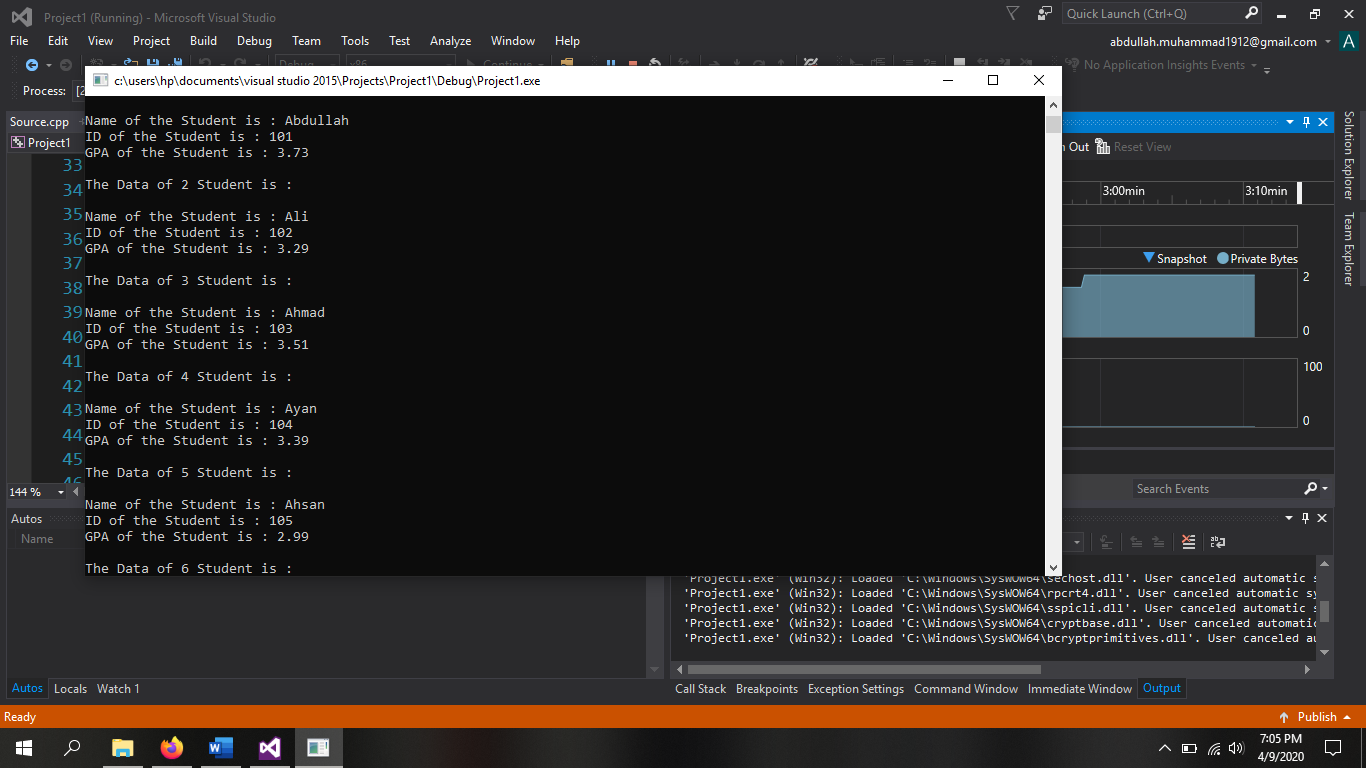 Project1 (Running) - Microsoft Visual Studio
Quick Launch (Ctrl+Q)
File Edit View Project Build Debug Team Tools Test Analyze Window Help
abdullah.muhammad1912@gmail.com
A
Debug x86 Continue
No Application Insights Events
Process:
c:\users\hp\documents\visual studio 2015\Projects\Project1\Debug\Project1.exe
Source.cpp
Project1
33
34
35
36
37
38
39
40
41
42
43
44
45
46
144 %
Name of the Student is : Abdullah
ID of the Student is : 101
GPA of the Student is : 3.73
The Data of 2 Student is :
Name of the Student is : Ali
ID of the Student is : 102
GPA of the Student is : 3.29
The Data of 3 Student is :
Name of the Student is : Ahmad
ID of the Student is : 103
GPA of the Student is : 3.51
The Data of 4 Student is :
Name of the Student is : Ayan
ID of the Student is : 104
GPA of the Student is : 3.39
The Data of 5 Student is :
Name of the Student is : Ahsan
ID of the Student is : 105
GPA of the Student is : 2.99
The Data of 6 Student is :
Out Reset View
3:00min 3:10min
Snapshot Private Bytes
2
0
100
0
Search Events
Solution Explorer
Team Explorer
Autos
Name
'Project1.exe' (Win32): Loaded 'C:\Windows\SysWOW64\sechost.dll'. User canceled automatic s
'Project1.exe' (Win32): Loaded 'C:\Windows\SysWOW64\rpcrt4.dll'. User canceled automatic sy
'Project1.exe' (Win32): Loaded 'C:\Windows\SysWOW64\sspicli.dll'. User canceled automatic s
'Project1.exe' (Win32): Loaded 'C:\Windows\SysWOW64\cryptbase.dll'. User canceled automatic
'Project1.exe' (Win32): Loaded 'C:\Windows\SysWOW64\bcryptprimitives.dll'. User canceled au
Autos Locals Watch 1
Call Stack Breakpoints Exception Settings Command Window Immediate Window Output
Ready
Publish
7:05 PM
4/9/2020